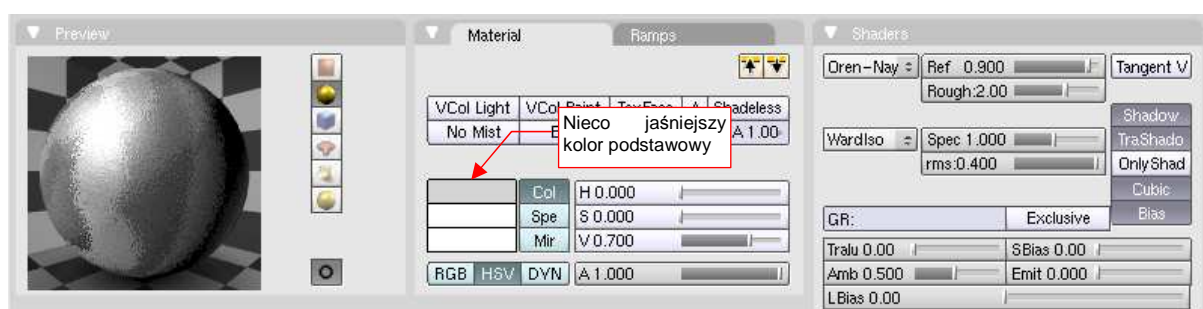 Preview
Material Ramps
VCol Light VCol Paint TexFace A Shadeless
No Mist A 1.00
Nieco jaśniejszy
kolor podstawowy
Col H 0.000
Spe S 0.000
Mir V 0.700
RGB HSV DYN A 1.000
Shaders
Oren-Nay Ref 0.900 Tangent V
Rough:2.00
Shadow
WardIso Spec 1.000 TraShado
rms:0.400 OnlyShad
Cubic
GR: Exclusive Bias
Tralu 0.00 SBias 0.00
Amb 0.500 Emit 0.000
LBias 0.00